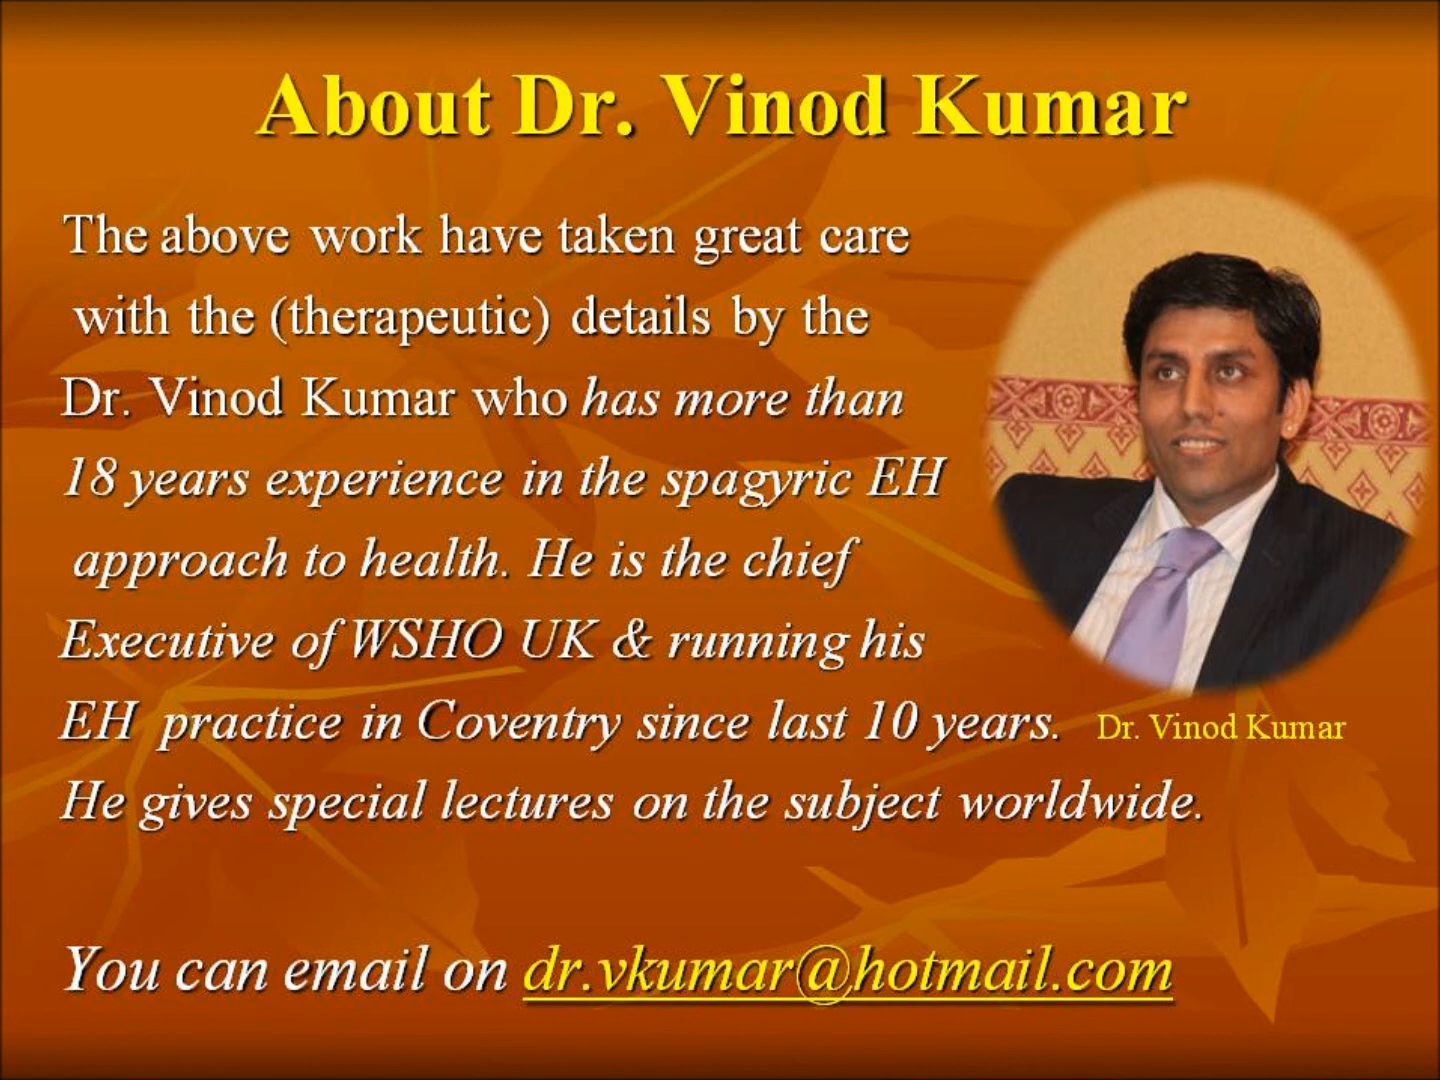 About Dr. Vinod Kumar
The above work have taken great care
with the (therapeutic) details by the
Dr. Vinod Kumar who has more than
18 years experience in the spagyric EH
approach to health. He is the chief
Executive of WSHO UK & running his
EH practice in Coventry since last 10 years.
Dr. Vinod Kumar
He gives special lectures on the subject worldwide.
You can email on dr.vkumar@hotmail.com